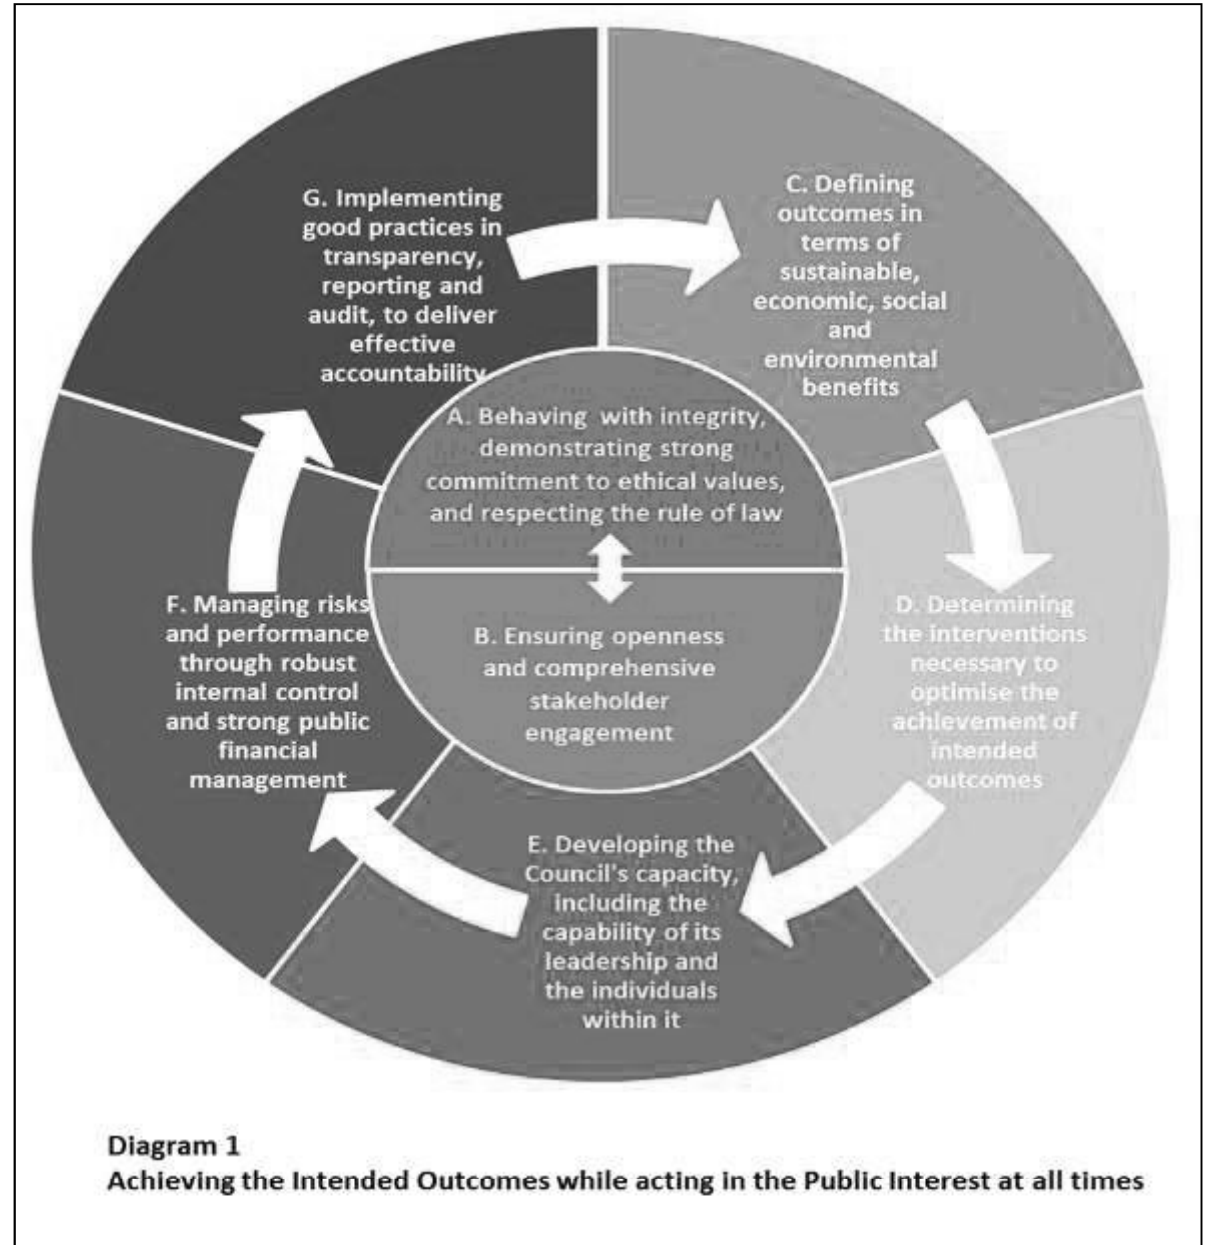 G. Implementing
good practices in
transparency,
reporting and
audit, to deliver
effective
accountability
C. Defining
outcomes in
terms of
sustainable,
economic, social
and
environmental
benefits
A. Behaving with integrity,
demonstrating strong
commitment to ethical values,
and respecting the rule of law
B. Ensuring openness
and comprehensive
stakeholder
engagement
D. Determining
the interventions
necessary to
optimise the
achievement of
intended
outcomes
E. Developing the
Council's capacity,
including the
capability of its
leadership and
the individuals
within it
F. Managing risks
and performance
through robust
internal control
and strong public
financial
management
Diagram 1
Achieving the Intended Outcomes while acting in the Public Interest at all times